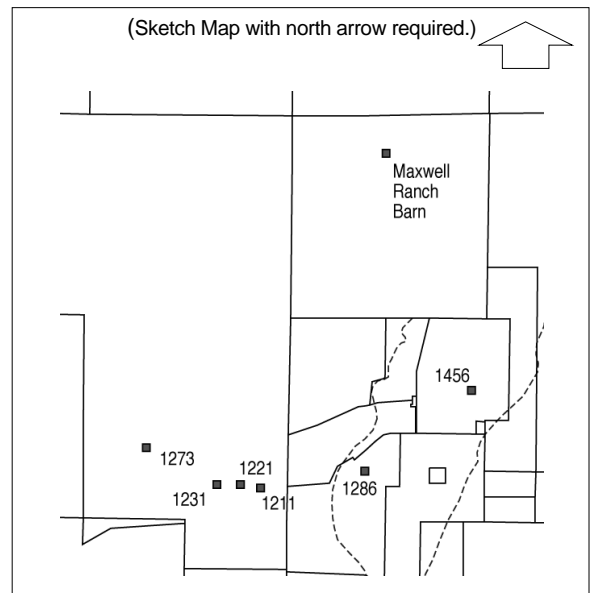 (Sketch Map with north arrow required.)
Maxwell
Ranch
Barn
1456
1273
1221
1231
1211
1286